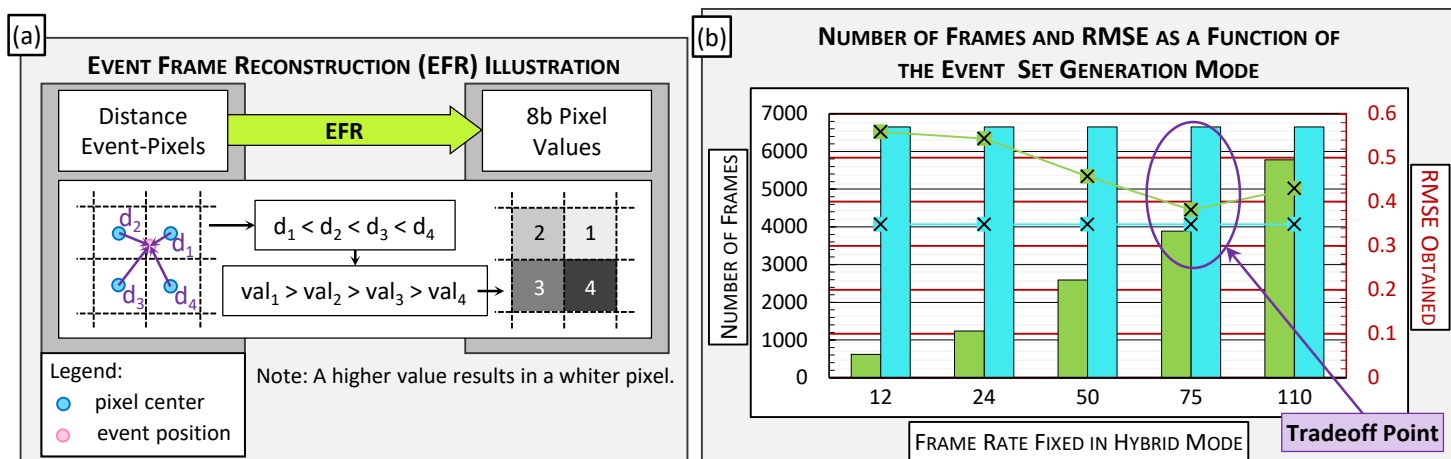 (a)
EVENT FRAME RECONSTRUCTION (EFR) ILLUSTRATION
Distance
Event-Pixels
EFR
8b Pixel
Values
d2
d1
d3
d4
d1 < d2 < d3 < d4
val1 > val2 > val3 > val4
2 1
3 4
Legend:
pixel center
event position
Note: A higher value results in a whiter pixel.
(b)
NUMBER OF FRAMES AND RMSE AS A FUNCTION OF
THE EVENT SET GENERATION MODE
NUMBER OF FRAMES
7000
6000
5000
4000
3000
2000
1000
0
0.6
0.5
0.4
0.3
0.2
0.1
0
RMSE OBTAINED
12 24 50 75 110
FRAME RATE FIXED IN HYBRID MODE
Tradeoff Point